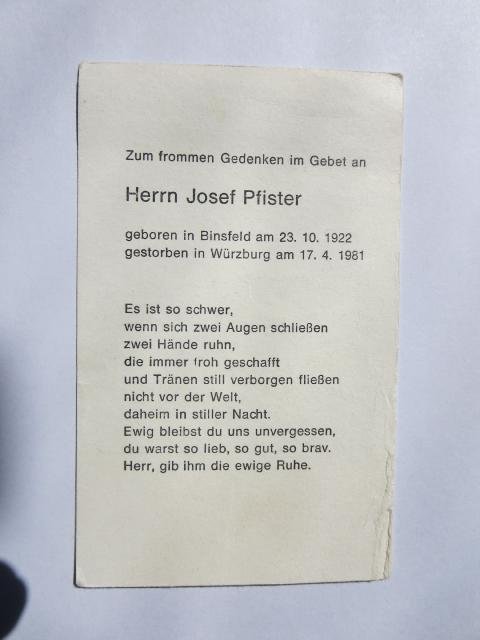 Zum frommen Gedenken im Gebet an
Herrn Josef Pfister
geboren in Binsfeld am 23. 10. 1922
gestorben in Würzburg am 17. 4. 1981
Es ist so schwer,
wenn sich zwei Augen schließen
zwei Hände ruhn,
die immer froh geschafft
und Tränen still verborgen fließen
nicht vor der Welt,
daheim in stiller Nacht.
Ewig bleibst du uns unvergessen,
du warst so lieb, so gut, so brav.
Herr, gib ihm die ewige Ruhe.